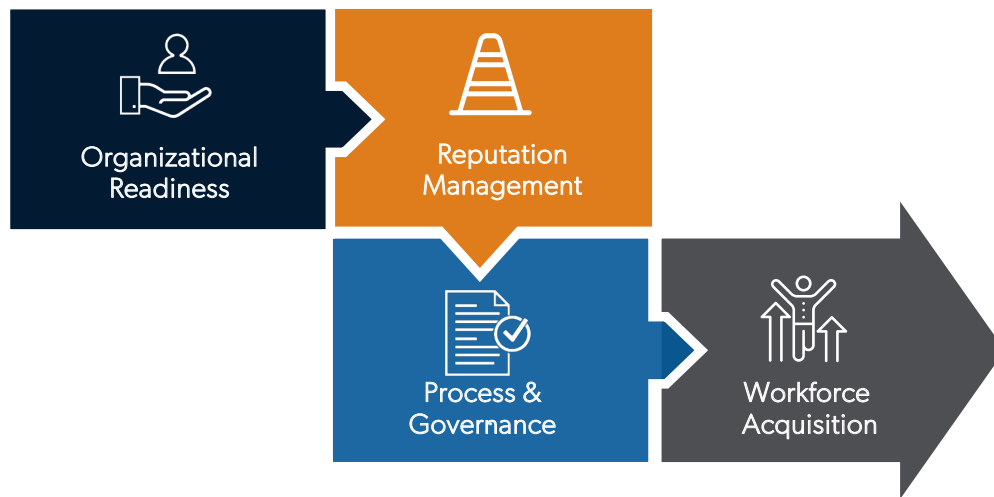 Organizational
Readiness
Reputation
Management
Process &
Governance
Workforce
Acquisition